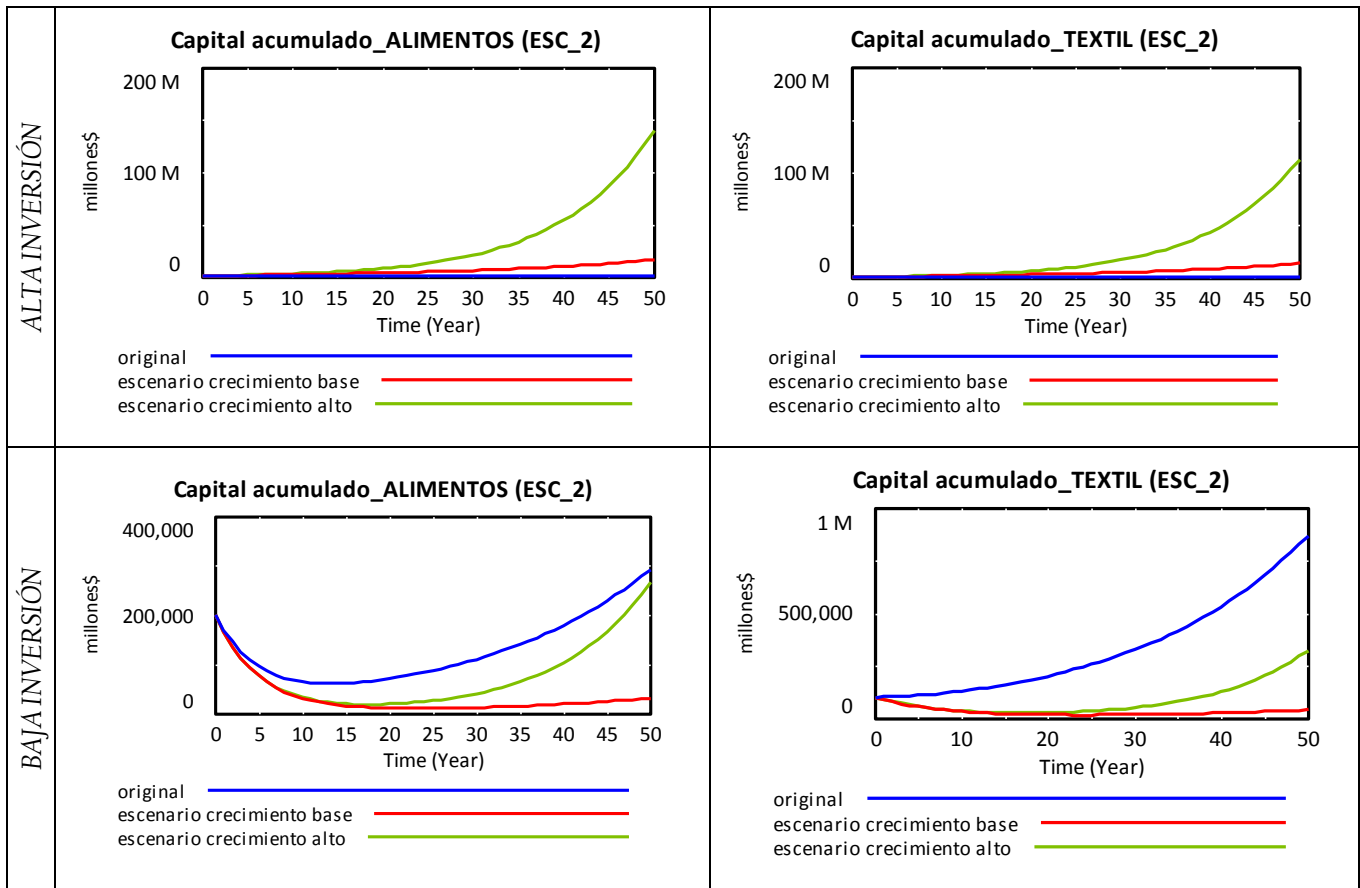 ALTA INVERSIÓN
Capital acumulado_ALIMENTOS (ESC_2)
200 M
100 M
0
millones$
0 5 10 15 20 25 30 35 40 45 50
Time (Year)
original
escenario crecimiento base
escenario crecimiento alto
Capital acumulado_TEXTIL (ESC_2)
200 M
100 M
0
millones$
0 5 10 15 20 25 30 35 40 45 50
Time (Year)
original
escenario crecimiento base
escenario crecimiento alto
BAJA INVERSIÓN
Capital acumulado_ALIMENTOS (ESC_2)
400,000
200,000
0
millones$
0 5 10 15 20 25 30 35 40 45 50
Time (Year)
original
escenario crecimiento base
escenario crecimiento alto
Capital acumulado_TEXTIL (ESC_2)
1 M
500,000
0
millones$
0 10 20 30 40 50
Time (Year)
original
escenario crecimiento base
escenario crecimiento alto